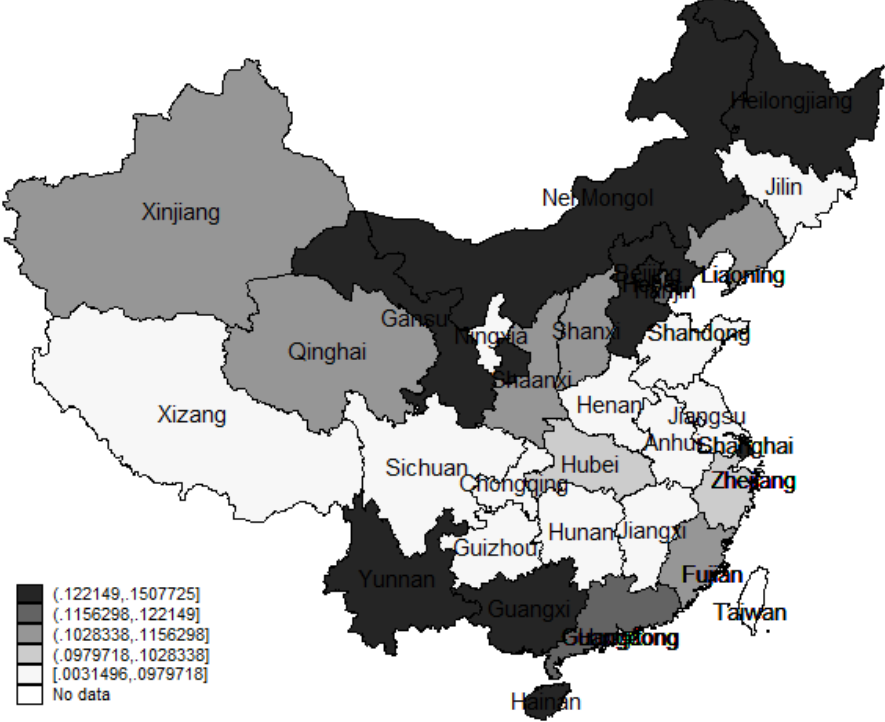 Heilongjiang
Jilin
Nei Mongol
Xinjiang
Beijing
Liaoning
Hebei
Tianjin
Gansu
Ningxia
Shanxi
Shandong
Qinghai
Shaanxi
Henan
Xizang
Jiangsu
Anhui
Shanghai
Sichuan
Hubei
Chongqing
Zhejiang
Hunan
Jiangxi
Guizhou
Yunnan
Fujian
Guangxi
Taiwan
Guangdong
Hainan
(.122149,.1507725]
(.1156298,.122149]
(.1028338,.1156298]
(.0979718,.1028338]
[.0031496,.0979718]
No data